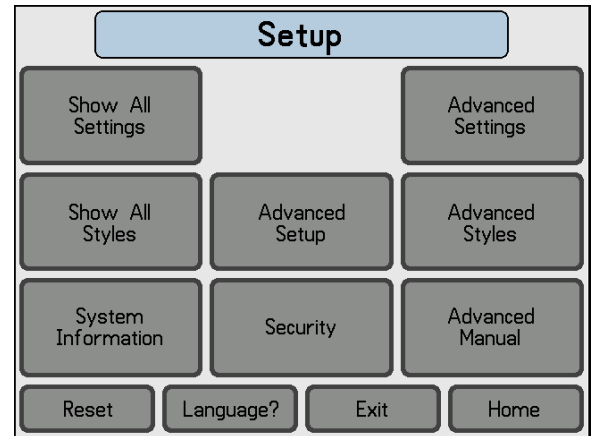 Setup
Show All
Settings
Advanced
Settings
Show All
Styles
Advanced
Setup
Advanced
Styles
System
Information
Security
Advanced
Manual
Reset
Language?
Exit
Home